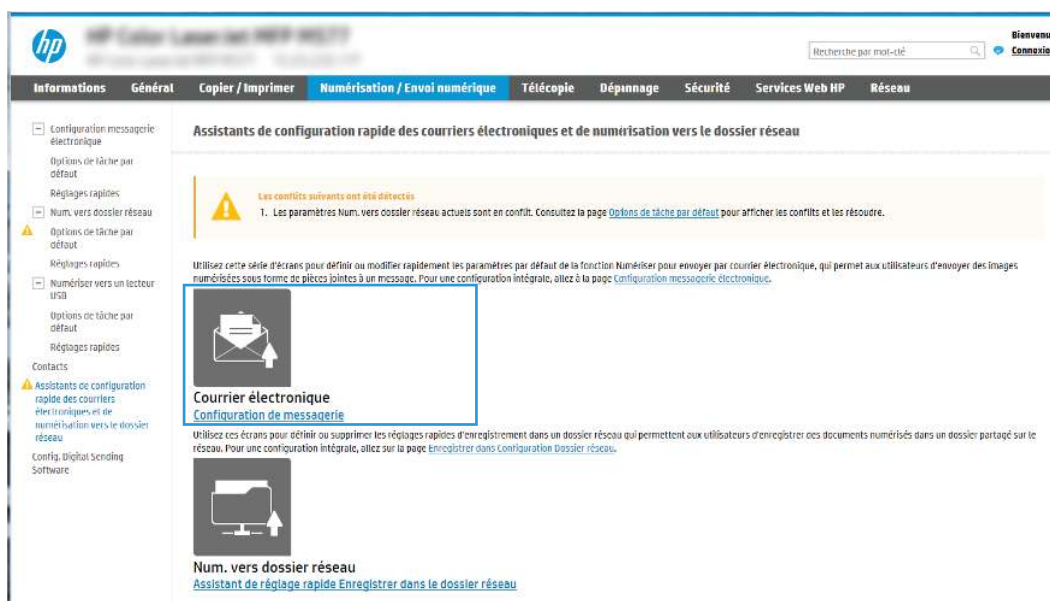 hp
HP Color LaserJet MFP M577
Bienvenu
Recherche par mot-clé
Connexio
Informations Général Copier / Imprimer Numérisation / Envoi numérique Télécopie Dépannage Sécurité Services Web HP Réseau
Configuration messagerie
électronique
Options de tâche par
défaut
Réglages rapides
Num. vers dossier réseau
Options de tâche par
défaut
Réglages rapides
Numériser vers un lecteur
USB
Options de tâche par
défaut
Réglages rapides
Contacts
Assistants de configuration
rapide des courriers
électroniques et de
numérisation vers le dossier
réseau
Config. Digital Sending
Software
Assistants de configuration rapide des courriers électroniques et de numérisation vers le dossier réseau
Les conflits suivants ont été détectés
1. Les paramètres Num. vers dossier réseau actuels sont en conflit. Consultez la page Options de tâche par défaut pour afficher les conflits et les résoudre.
Utilisez cette série d'écrans pour définir ou modifier rapidement les paramètres par défaut de la fonction Numériser pour envoyer par courrier électronique, qui permet aux utilisateurs d'envoyer des images
numérisées sous forme de pièces jointes à un message. Pour une configuration intégrale, allez à la page Configuration messagerie électronique.
Courrier électronique
Configuration de messagerie
Utilisez ces écrans pour définir ou supprimer les réglages rapides d'enregistrement dans un dossier réseau qui permettent aux utilisateurs d'enregistrer des documents numérisés dans un dossier partagé sur le
réseau. Pour une configuration intégrale, allez sur la page Enregistrer dans Configuration Dossier réseau.
Num. vers dossier réseau
Assistant de réglage rapide Enregistrer dans le dossier réseau